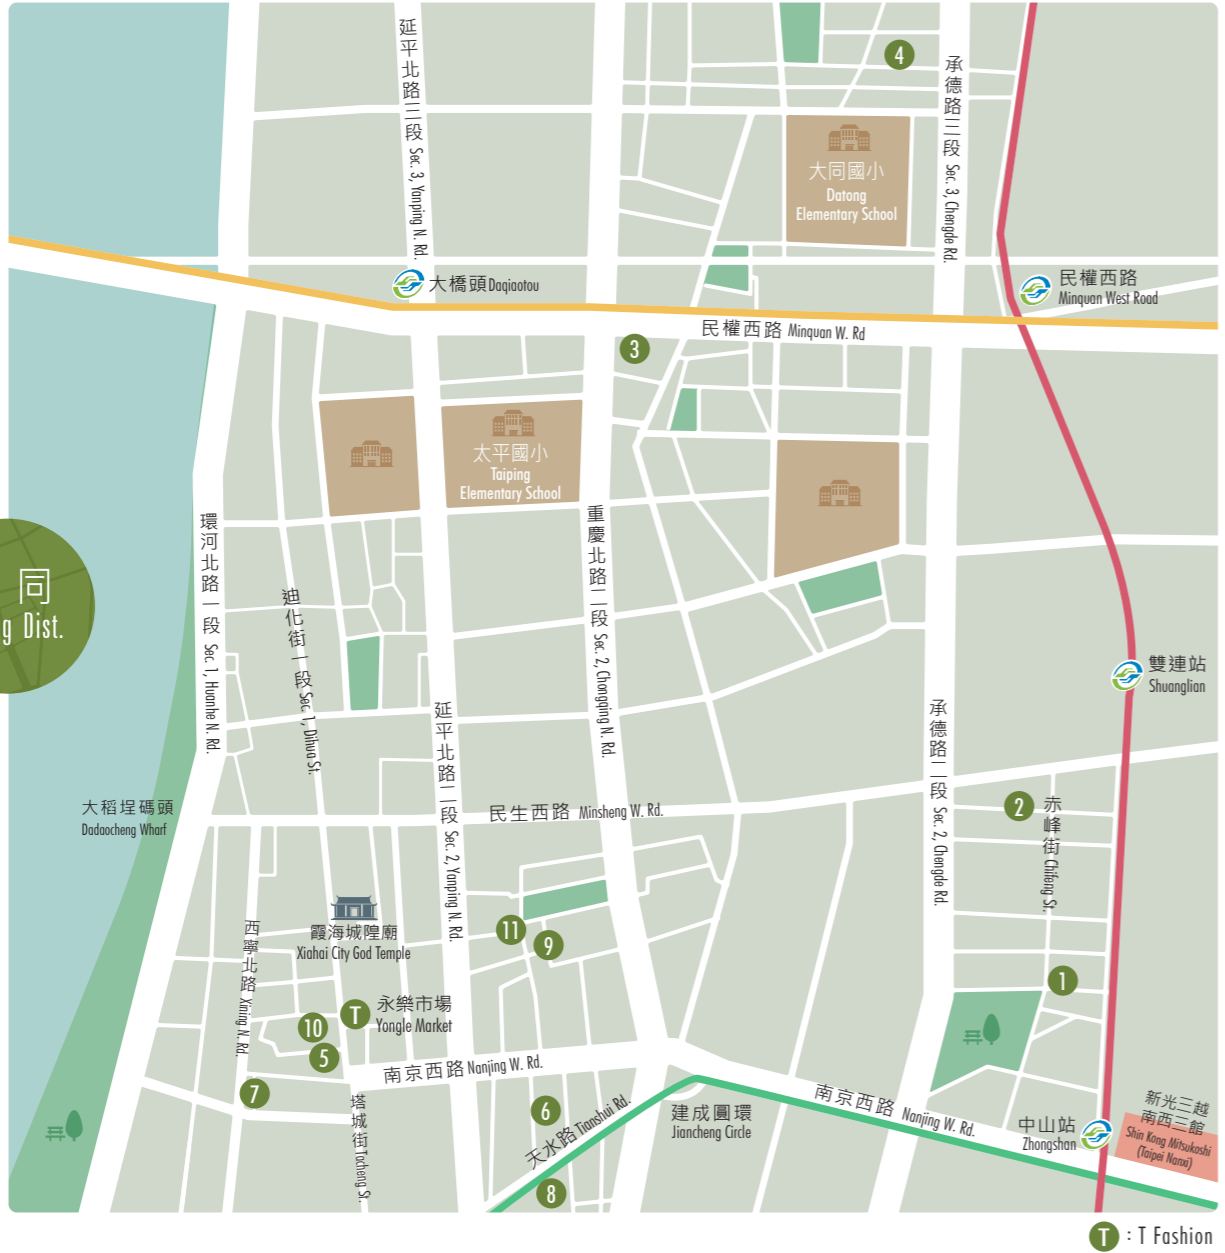 延平北路三段 Sec. 3, Yanping N. Rd.
4
承德路三段 Sec. 3, Chengde Rd.
大同國小
Datong
Elementary School
大橋頭 Daqiaotou
民權西路
Minquan West Road
民權西路 Minquan W. Rd
3
太平國小
Taiping
Elementary School
環河北路一段 Sec. 1, Huanhe N. Rd.
重慶北路二段 Sec. 2, Chongqing N. Rd.
同
g Dist.
迪化街一段 Sec. 1, Dihua St.
雙連站
Shuanglian
延平北路二段 Sec. 2, Yanping N. Rd.
承德路二段 Sec. 2, Chengde Rd.
大稻埕碼頭
Dadaocheng Wharf
民生西路 Minsheng W. Rd.
2
赤峰街 Chifeng St.
西寧北路 Xining N. Rd.
霞海城隍廟
Xiahai City God Temple
11
9
1
T
永樂市場
Yongle Market
10
5
7
南京西路 Nanjing W. Rd.
塔城街 Tacheng St.
6
天水路 Tianshui Rd.
8
建成圓環
Jiancheng Circle
南京西路 Nanjing W. Rd.
中山站
Zhongshan
新光三越
南西三館
Shin Kong Mitsukoshi
(Taipei Nanxi)
T : T Fashion